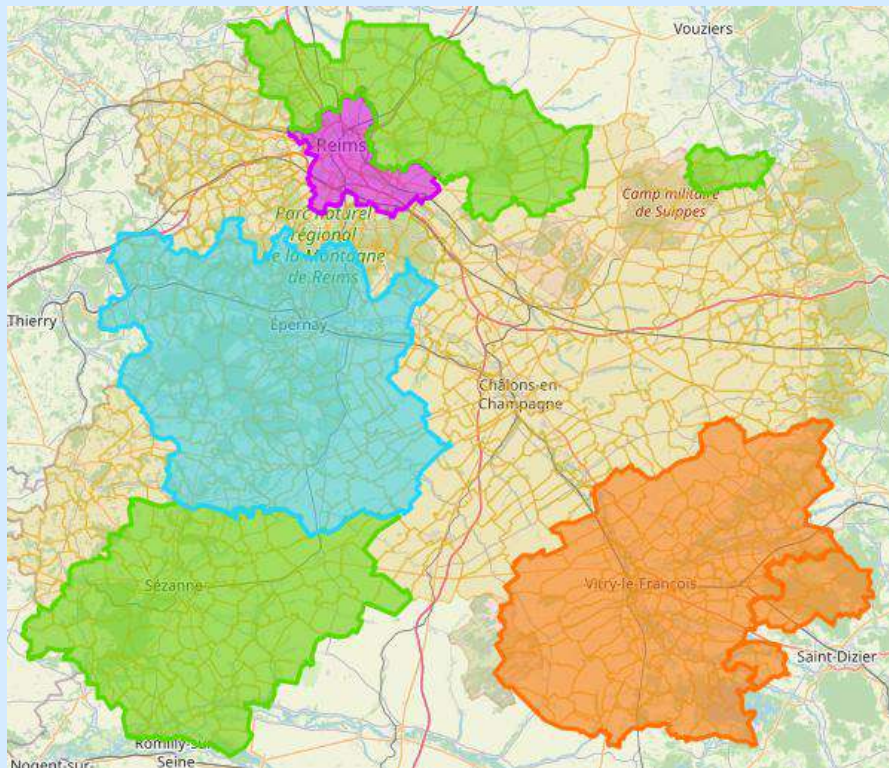 Vouziers
Reims
Camp militaire
de Suippes
Parc naturel
régional
de la Montagne
de Reims
Thierry
Épernay
Châlons-en-
Champagne
Sézanne
Vitry-le-François
Saint-Dizier
Romilly-sur-
Seine
Nogent-sur-